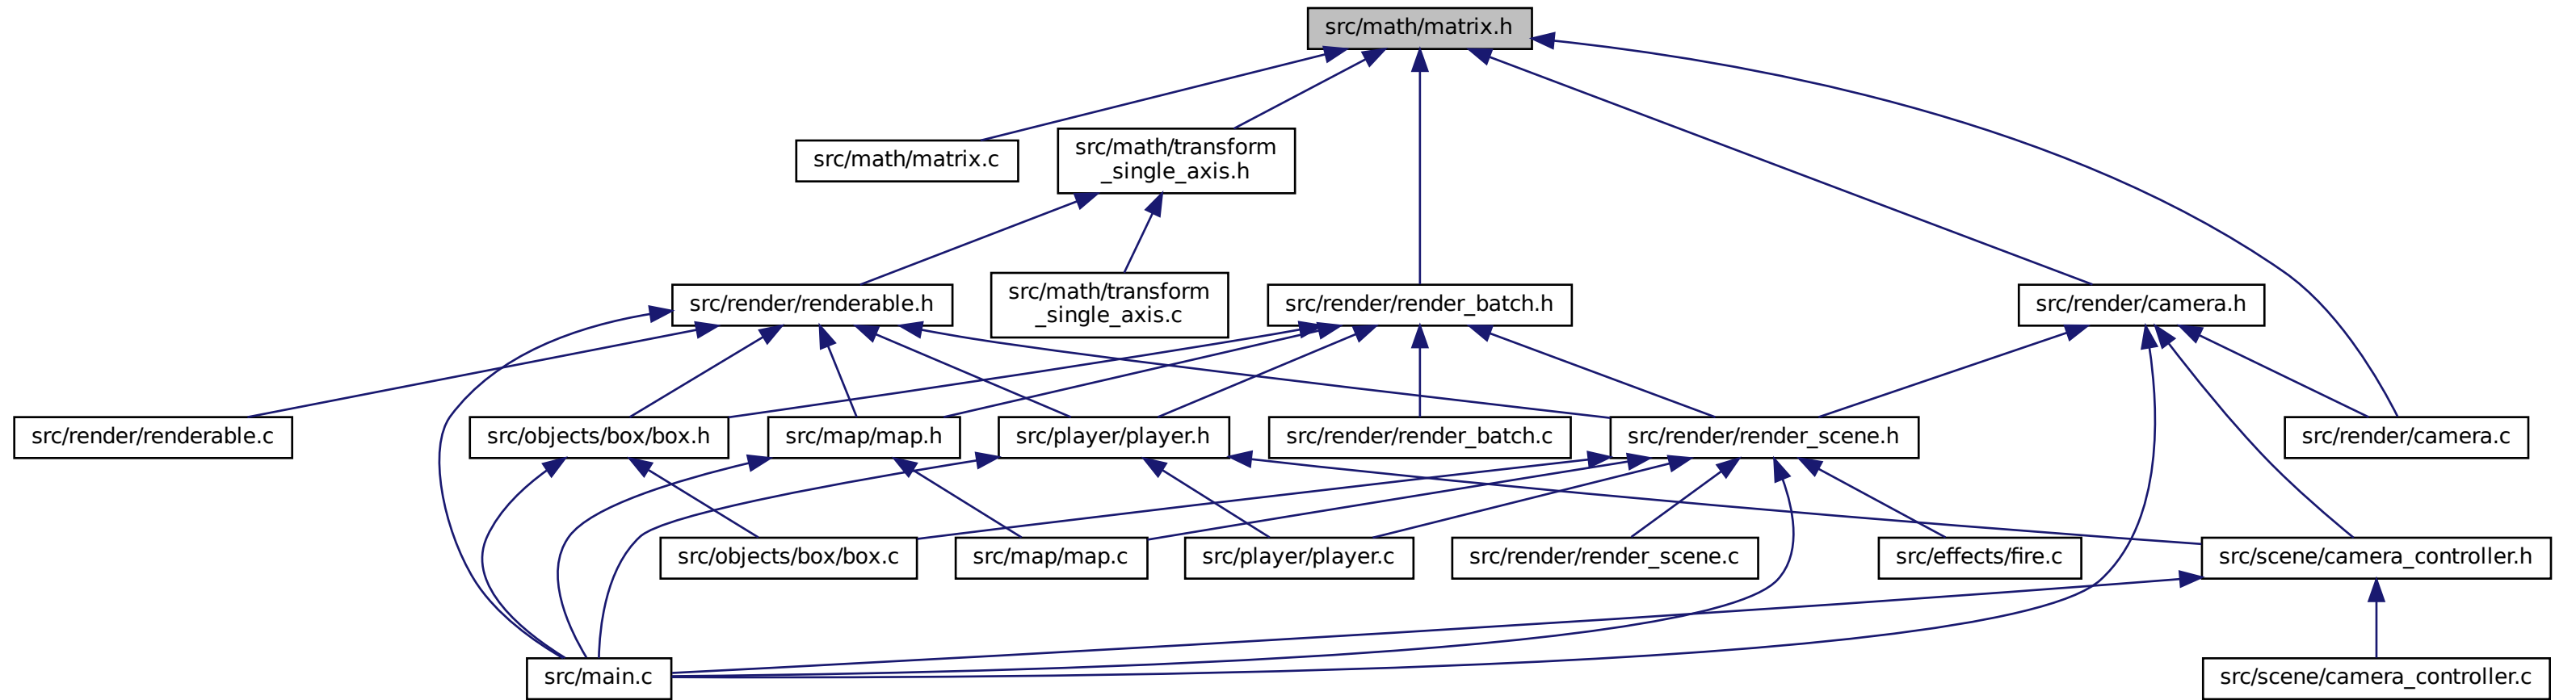 src/math/matrix.h
src/math/matrix.c
src/math/transform
_single_axis.h
src/render/renderable.h
src/math/transform
_single_axis.c
src/render/render_batch.h
src/render/camera.h
src/render/renderable.c
src/objects/box/box.h
src/map/map.h
src/player/player.h
src/render/render_batch.c
src/render/render_scene.h
src/render/camera.c
src/objects/box/box.c
src/map/map.c
src/player/player.c
src/render/render_scene.c
src/effects/fire.c
src/scene/camera_controller.h
src/main.c
src/scene/camera_controller.c